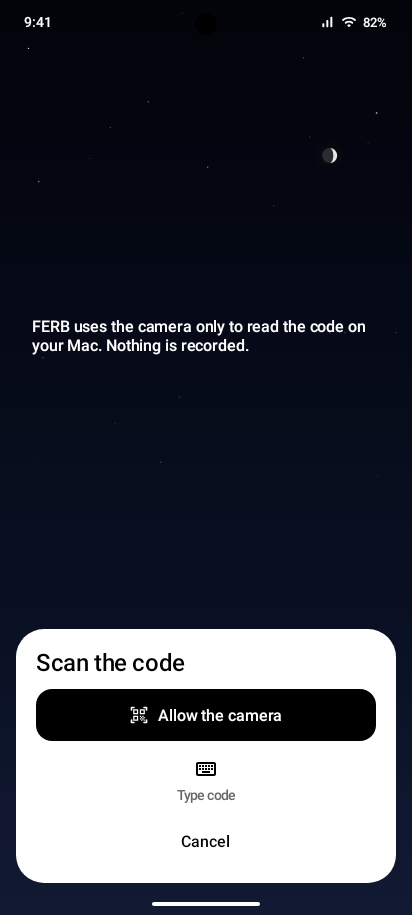 9:41
82%
FERB uses the camera only to read the code on
your Mac. Nothing is recorded.
Scan the code
Allow the camera
Type code
Cancel